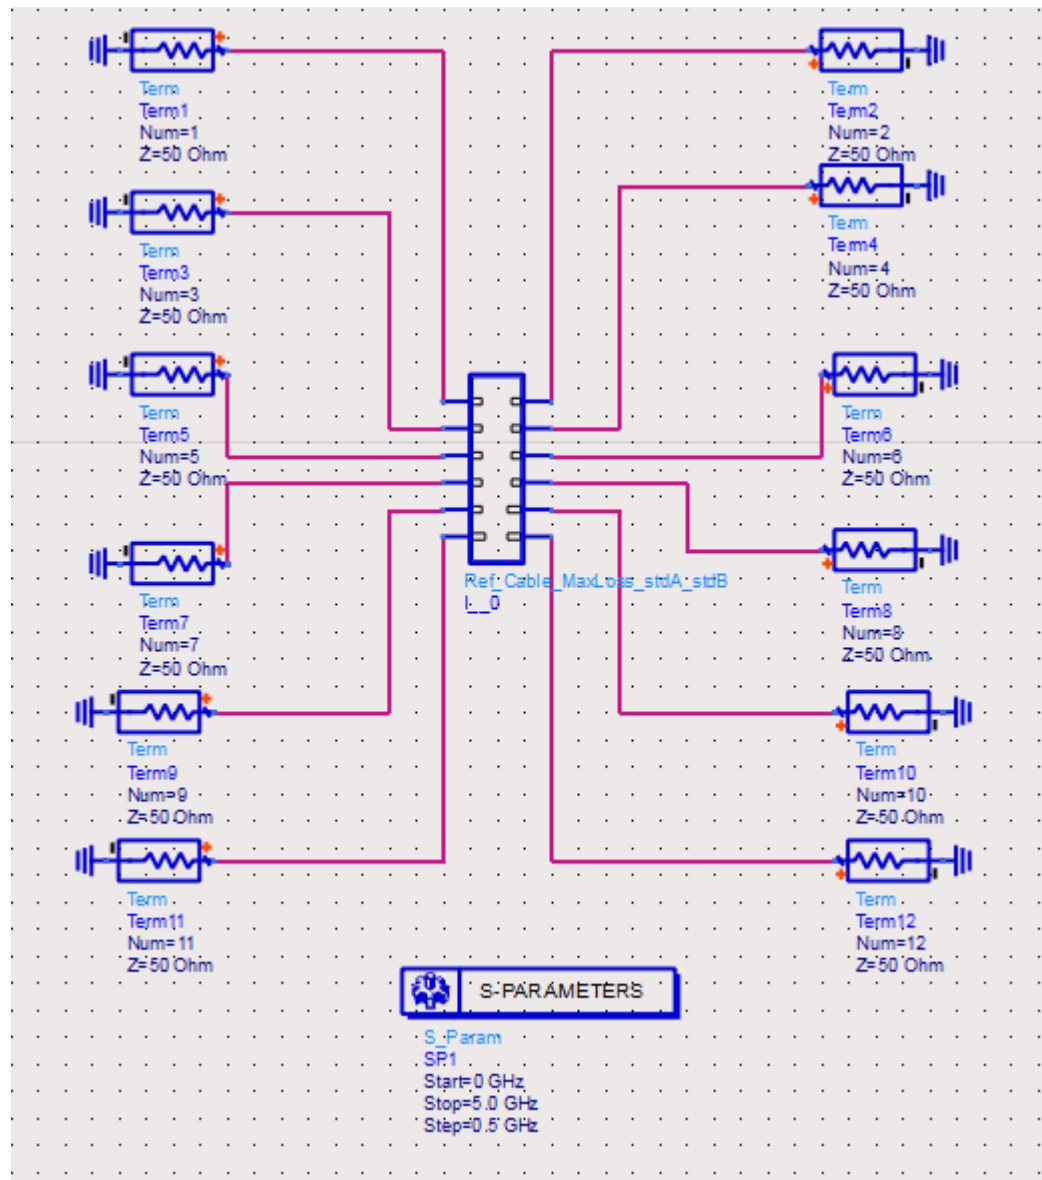 Term
Term1
Num=1
Z=50 Ohm
Term
Term2
Num=2
Z=50 Ohm
Term
Term3
Num=3
Z=50 Ohm
Term
Term4
Num=4
Z=50 Ohm
Term
Term5
Num=5
Z=50 Ohm
Term
Term6
Num=6
Z=50 Ohm
Ref_Cable_MaxLoss_stdA_stdB
I__0
Term
Term7
Num=7
Z=50 Ohm
Term
Term8
Num=8
Z=50 Ohm
Term
Term9
Num=9
Z=50 Ohm
Term
Term10
Num=10
Z=50 Ohm
Term
Term11
Num=11
Z=50 Ohm
Term
Term12
Num=12
Z=50 Ohm
S-PARAMETERS
S_Param
SP1
Start=0 GHz
Stop=5.0 GHz
Step=0.5 GHz